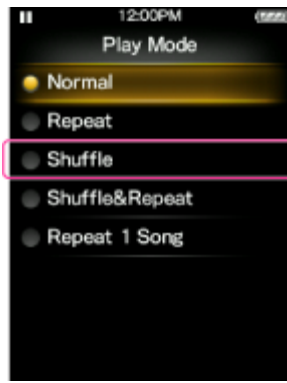 12:00PM
Play Mode
Normal
Repeat
Shuffle
Shuffle&Repeat
Repeat 1 Song